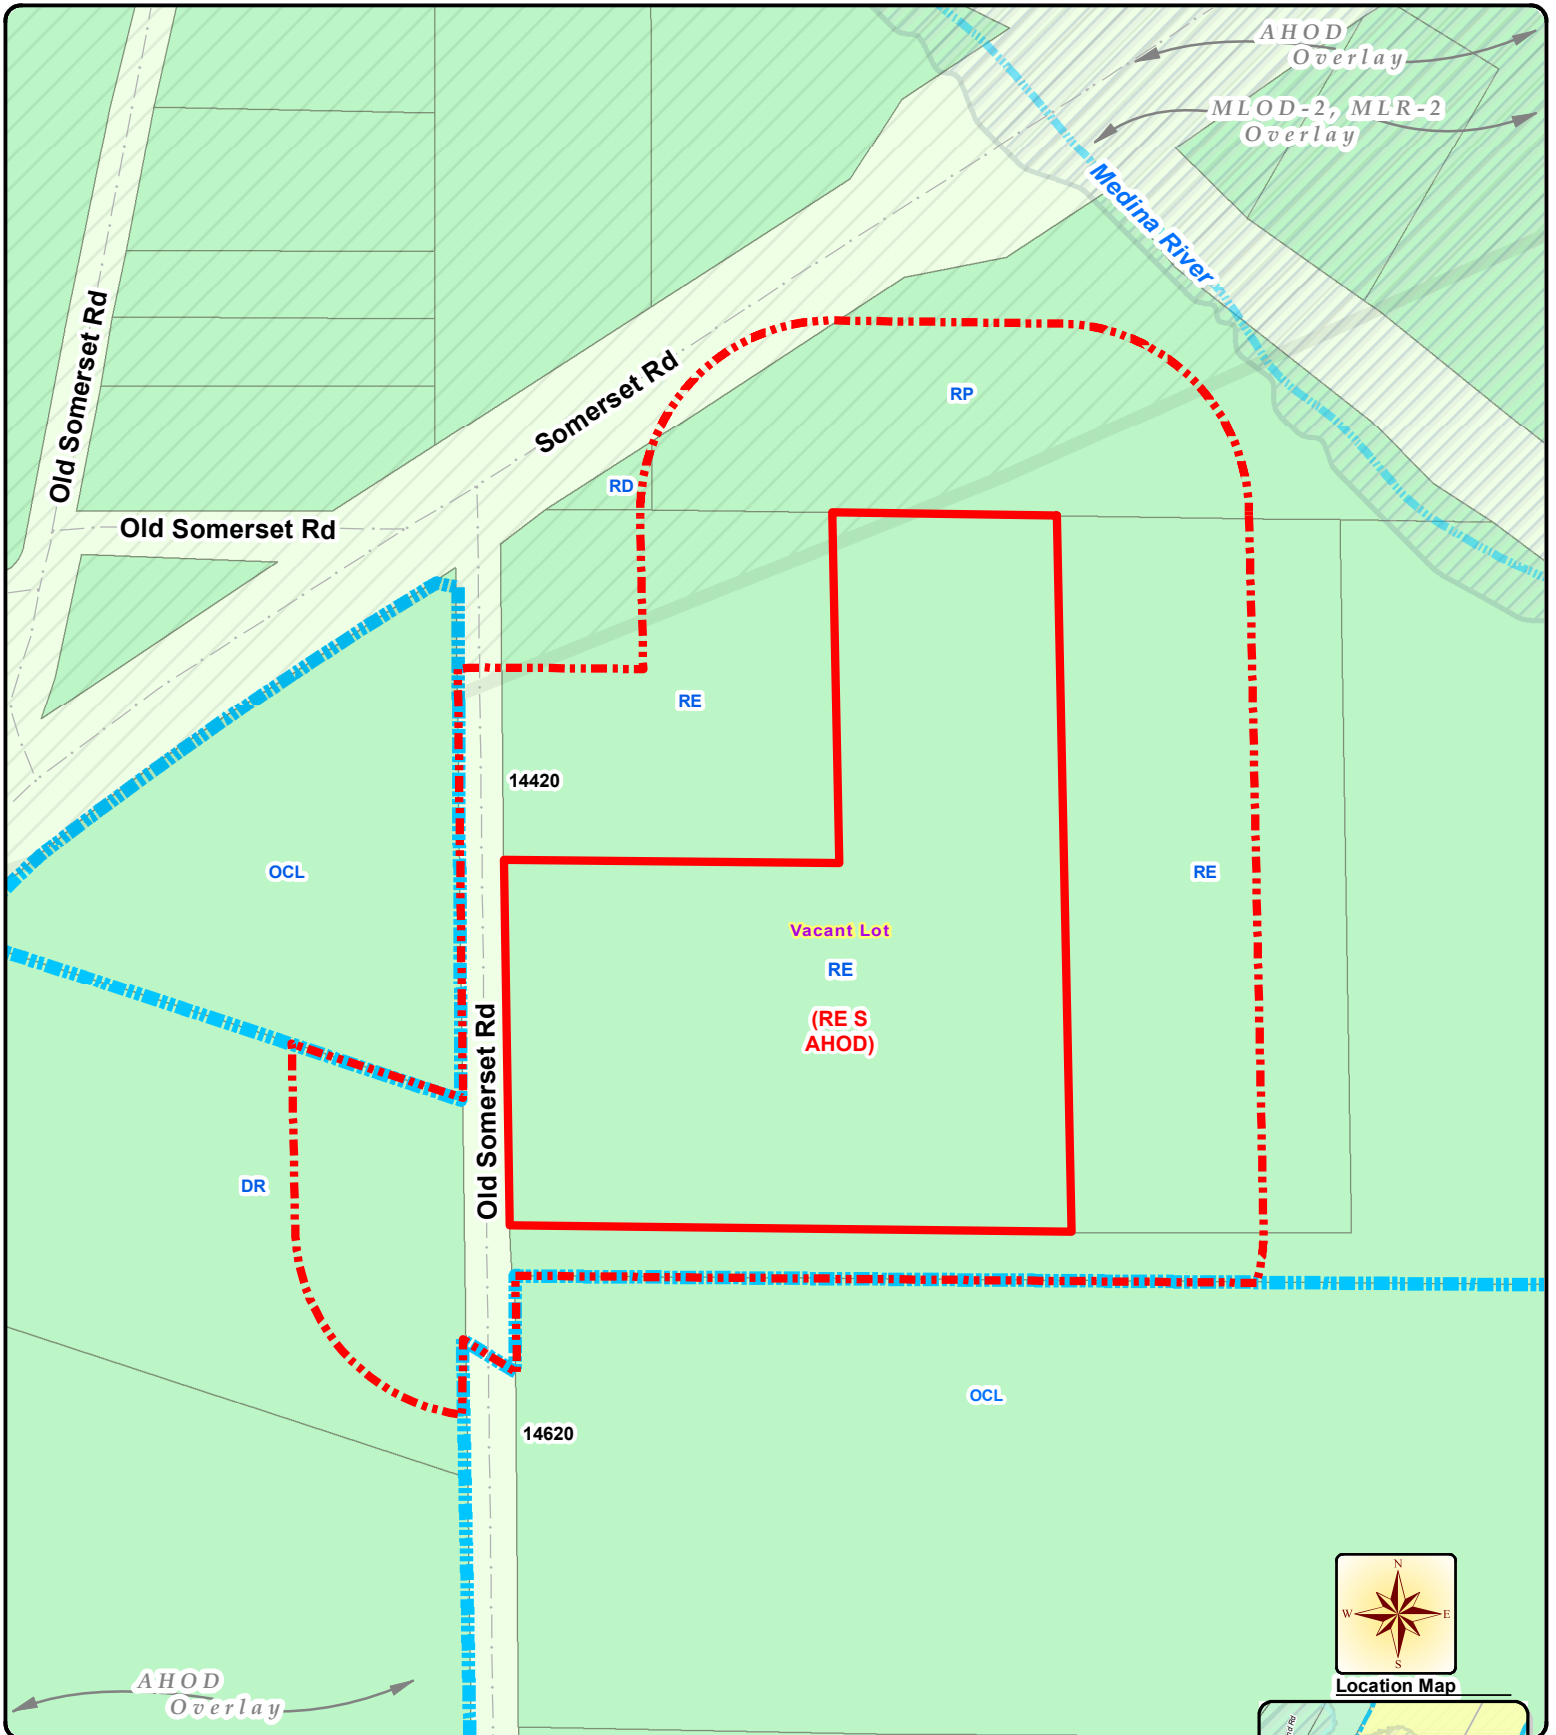 AHOD
Overlay
MLOD-2, MLR-2
Overlay
Medina River
Old Somerset Rd
Somerset Rd
RP
RD
Old Somerset Rd
RE
14420
OCL
RE
Vacant Lot
RE
(RE S
AHOD)
Old Somerset Rd
DR
OCL
14620
N
W
E
S
AHOD
Overlay
Location Map